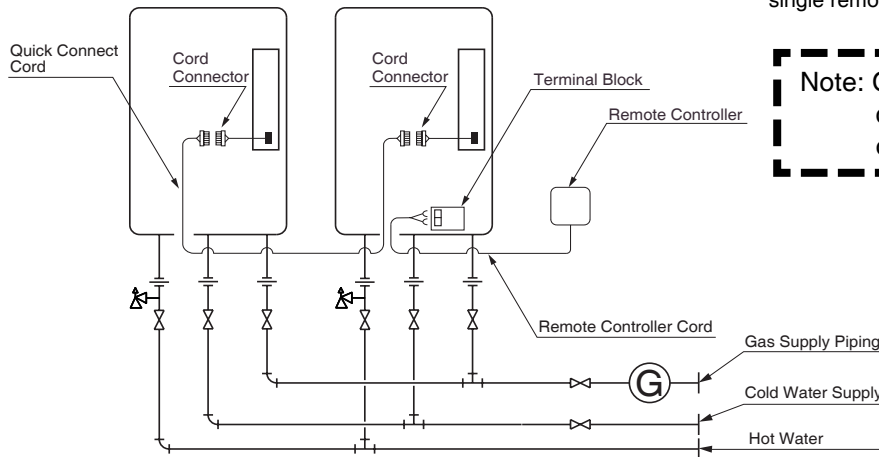 single remo
Quick Connect
Cord
Cord
Connector
Cord
Connector
Terminal Block
Remote Controller
Note:
Remote Controller Cord
Gas Supply Piping
G
Cold Water Supply
Hot Water